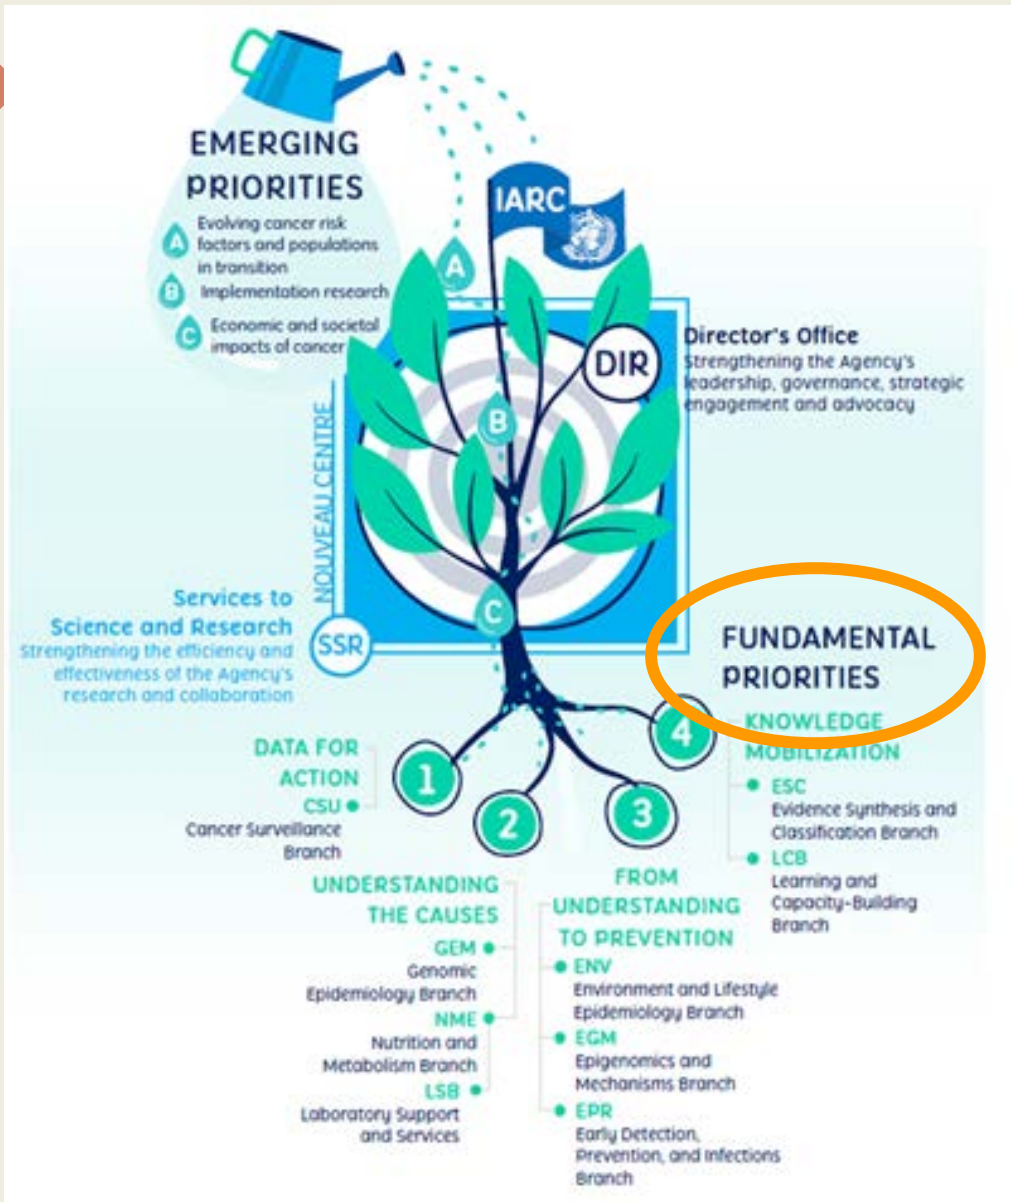 EMERGING
PRIORITIES
A
Evolving cancer risk
factors and populations
in transition
B
Implementation research
C
Economic and societal
impacts of cancer
IARC
A
DIR
Director's Office
Strengthening the Agency's
leadership, governance, strategic
engagement and advocacy
B
NOUVEAU CENTRE
C
Services to
Science and Research
SSR
Strengthening the efficiency and
effectiveness of the Agency's
research and collaboration
FUNDAMENTAL
PRIORITIES
1
DATA FOR
ACTION
CSU
Cancer Surveillance
Branch
2
UNDERSTANDING
THE CAUSES
GEM
Genomic
Epidemiology Branch
NME
Nutrition and
Metabolism Branch
LSB
Laboratory Support
and Services
3
FROM
UNDERSTANDING
TO PREVENTION
ENV
Environment and Lifestyle
Epidemiology Branch
EGM
Epigenomics and
Mechanisms Branch
EPR
Early Detection,
Prevention, and Infections
Branch
4
KNOWLEDGE
MOBILIZATION
ESC
Evidence Synthesis and
Classification Branch
LCB
Learning and
Capacity-Building
Branch